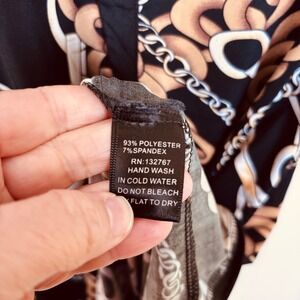 93% POLYESTER
7%SPANDEX
RN:132767
HAND WASH
IN COLD WATER
DO NOT BLEACH
FLAT TO DRY